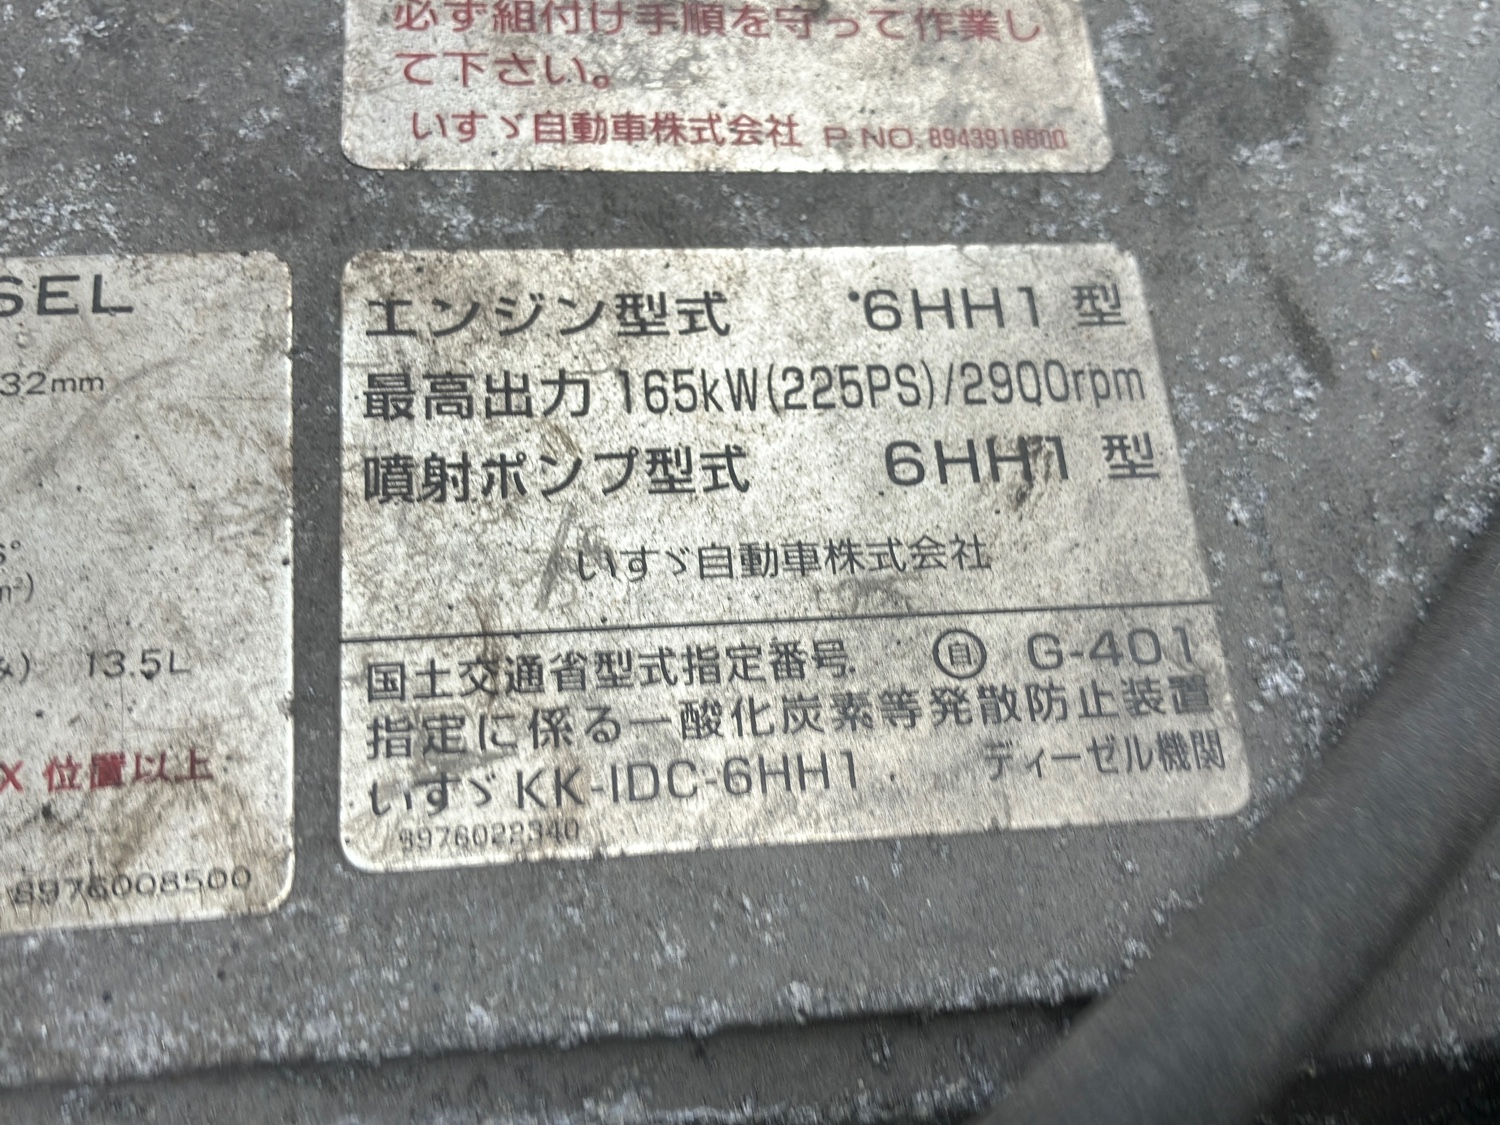 必ず組付け手順を守って作業し
て下さい。
いすゞ自動車株式会社 P.NO. 8943916600
SEL
32mm
13.5L
X 位置以上
8976008500
エンジン型式 6HH1 型
最高出力 165kW(225PS)/2900rpm
噴射ポンプ型式 6HH1 型
いすゞ自動車株式会社
国土交通省型式指定番号 自 G-401
指定に係る一酸化炭素等発散防止装置
いすゞ KK-IDC-6HH1 ディーゼル機関
8976022340